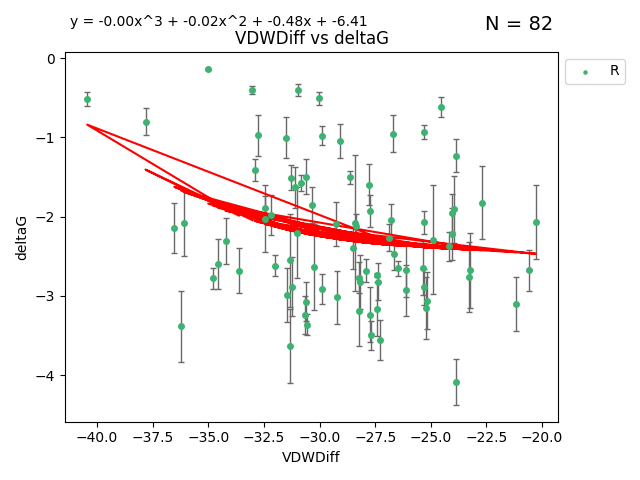 y = -0.00x^3 + -0.02x^2 + -0.48x + -6.41
N = 82
VDWDiff vs deltaG
R
deltaG
0
−1
−2
−3
−4
−40.0 −37.5 −35.0 −32.5 −30.0 −27.5 −25.0 −22.5 −20.0
VDWDiff